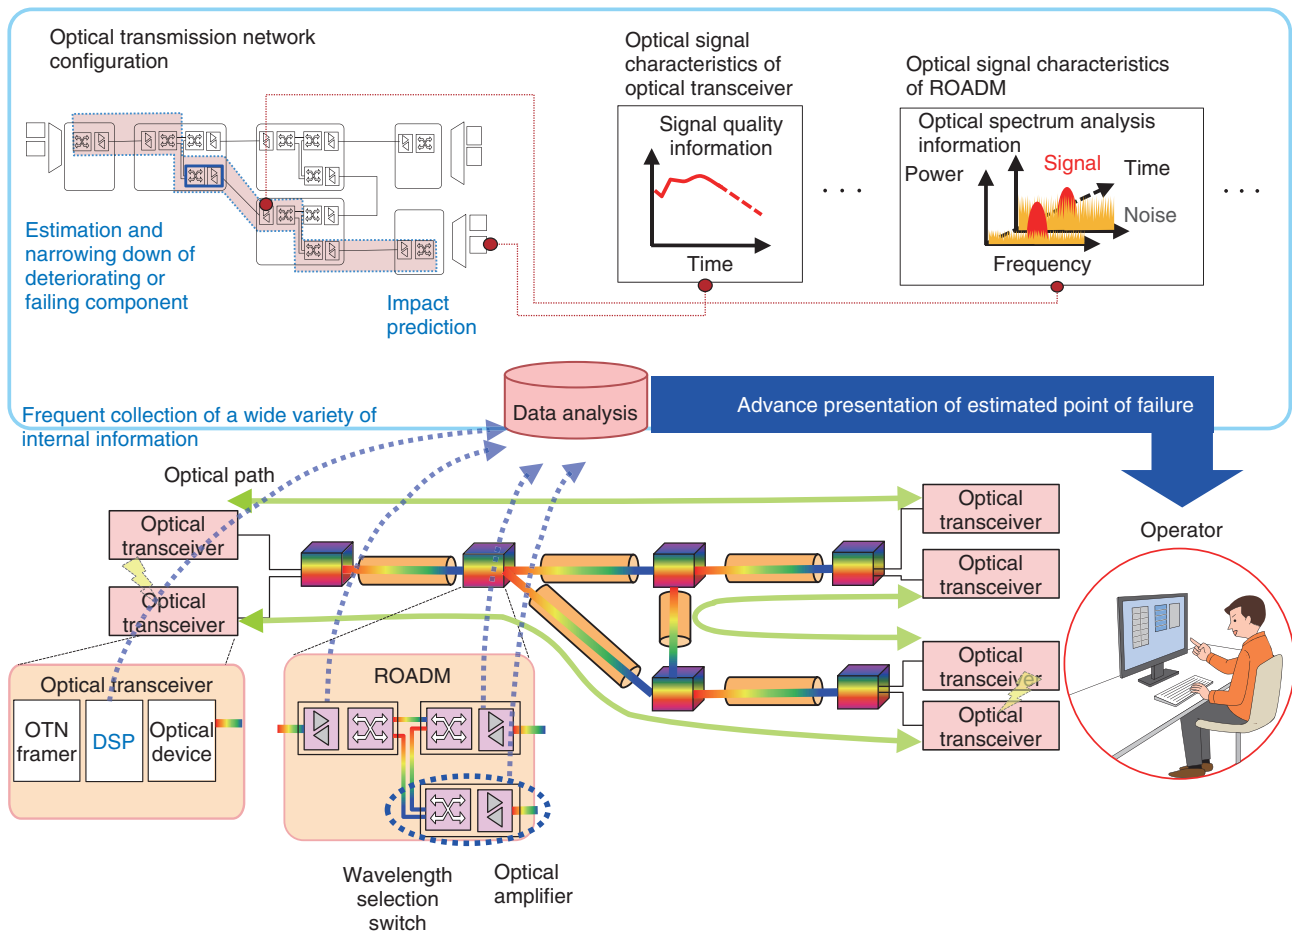 Optical transmission network
configuration
Optical signal
characteristics of
optical transceiver
Optical signal characteristics
of ROADM
Signal quality
information
Time
. . .
Optical spectrum analysis
information
Power
Signal
Time
Noise
Frequency
. . .
Estimation and
narrowing down of
deteriorating or
failing component
Impact
prediction
Frequent collection of a wide variety of
internal information
Data analysis
Advance presentation of estimated point of failure
Optical path
Optical
transceiver
Optical
transceiver
Optical
transceiver
Optical
transceiver
Optical
transceiver
Optical
transceiver
Operator
Optical transceiver
OTN
framer
DSP
Optical
device
ROADM
Wavelength
selection
switch
Optical
amplifier